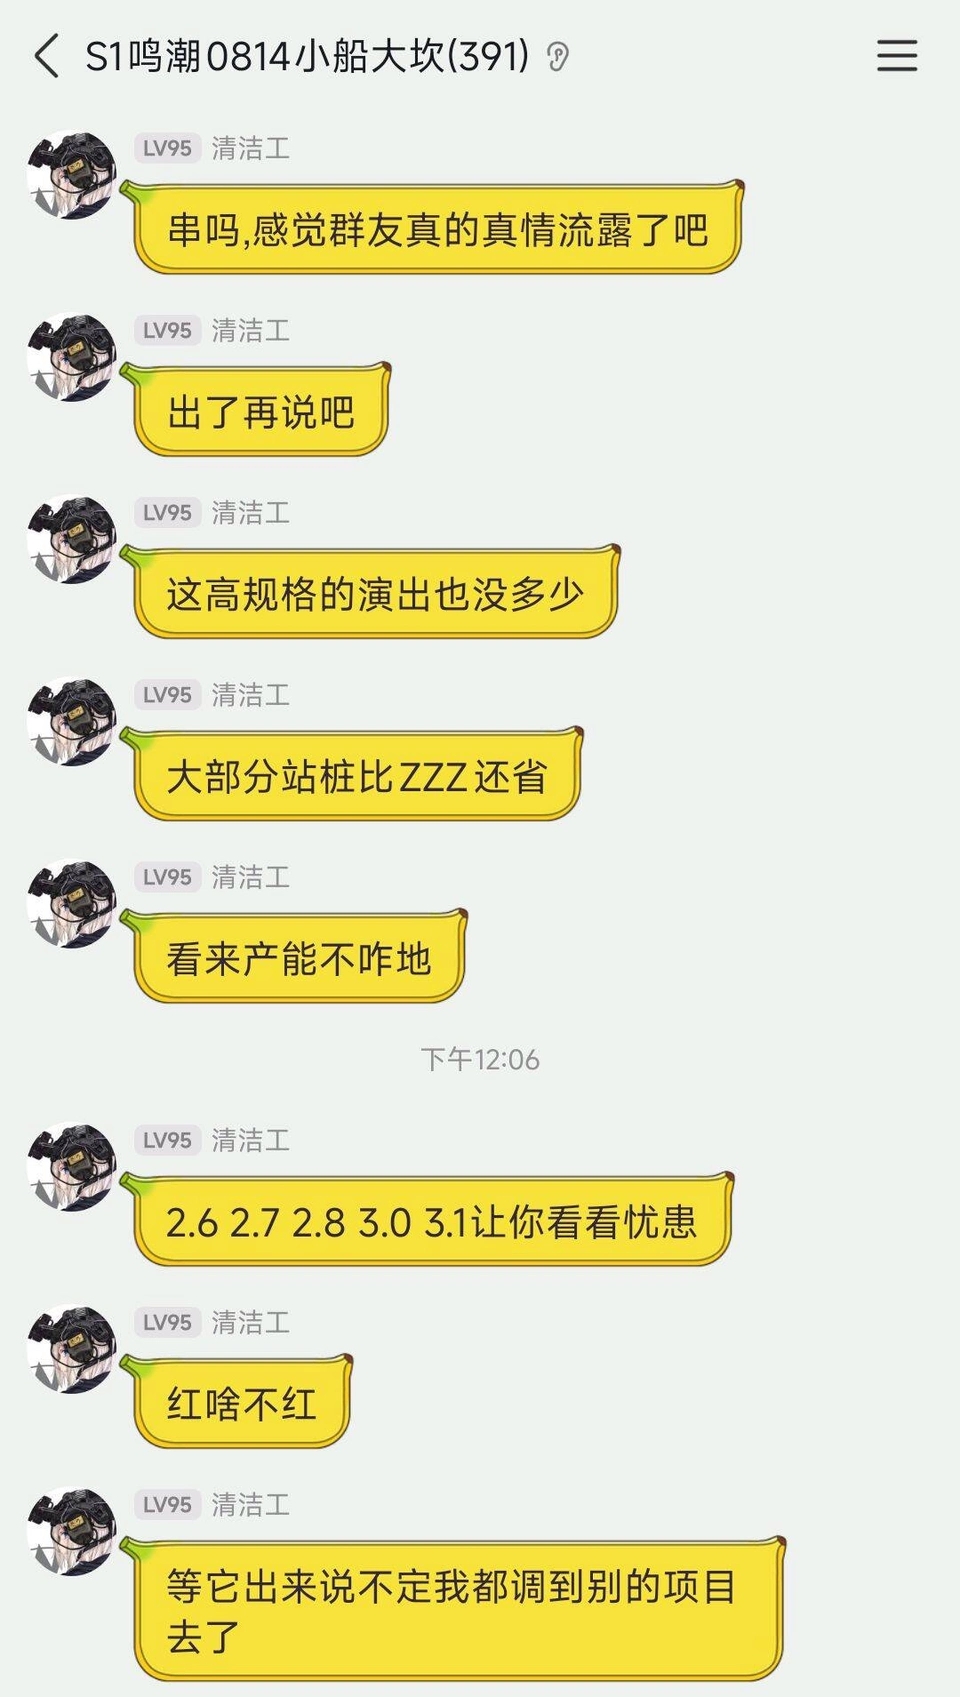 S1鸣潮0814小船大坎(391)
LV95 清洁工
串吗,感觉群友真的真情流露了吧
LV95 清洁工
出了再说吧
LV95 清洁工
这高规格的演出也没多少
LV95 清洁工
大部分站桩比ZZZ还省
LV95 清洁工
看来产能不咋地
下午12:06
LV95 清洁工
2.6 2.7 2.8 3.0 3.1让你看看忧患
LV95 清洁工
红啥不红
LV95 清洁工
等它出来说不定我都调到别的项目
去了